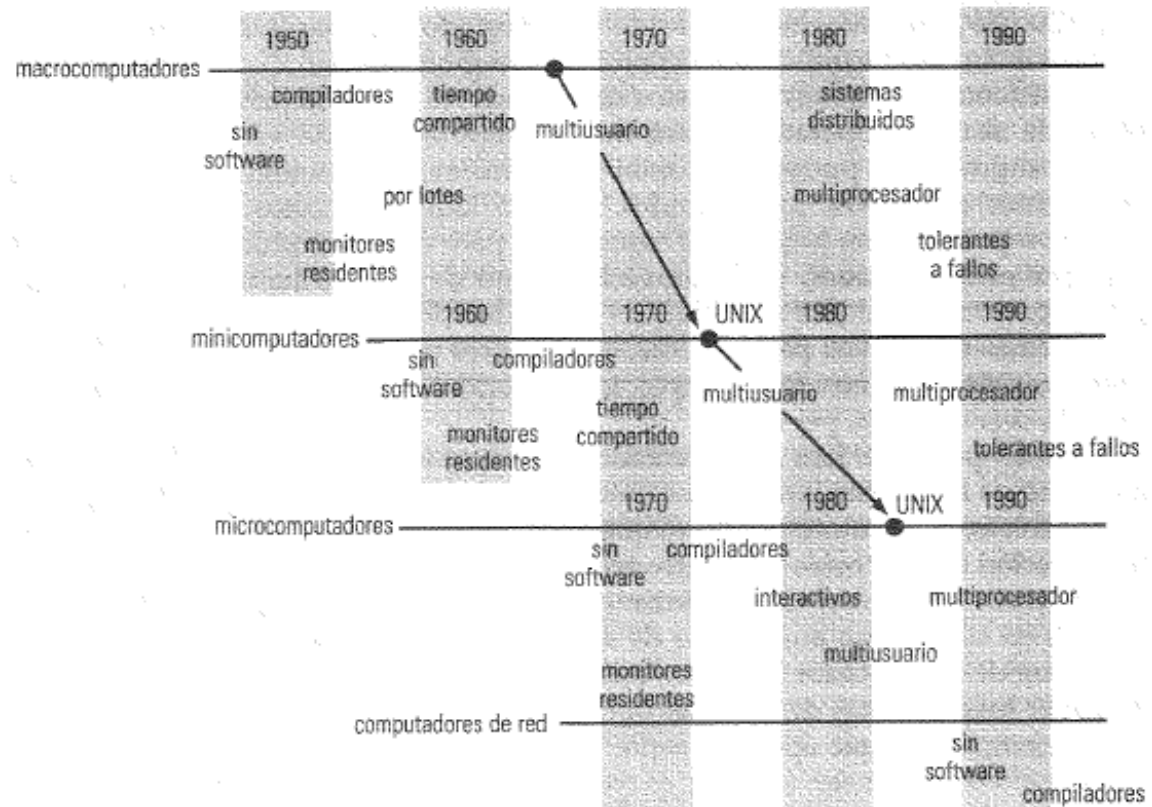 1950 1960 1970 1980 1990
macrocomputadores
compiladores
tiempo
compartido
multiusuario
sistemas
distribuidos
sin
software
por lotes
multiprocesador
monitores
residentes
tolerantes
a fallos
1960 1970 UNIX 1980 1990
minicomputadores
sin
software
compiladores
multiusuario
multiprocesador
tiempo
compartido
monitores
residentes
tolerantes a fallos
1970 1980 UNIX 1990
microcomputadores
sin
software
compiladores
interactivos
multiprocesador
multiusuario
monitores
residentes
computadores de red
sin
software
compiladores